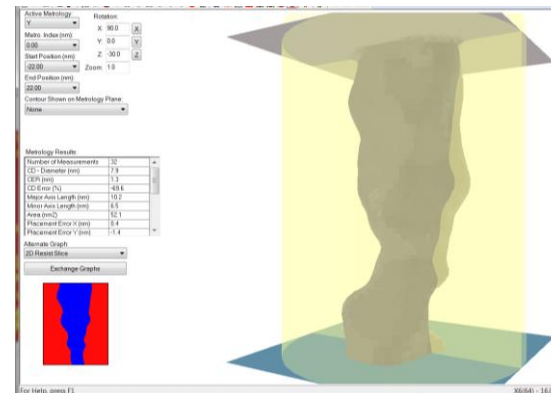 Active Metrology:
Rotation:
Y
X: 90.0 X
Metro. Index (nm):
Y: 0.0 Y
0.00
Z: -30.0 Z
Start Position (nm):
-22.00
Zoom: 1.0
End Position (nm):
22.00
Contour Shown on Metrology Plane:
None
Metrology Results:
Number of Measurements 32
CD - Diameter (nm) 7.9
CER (nm) 1.3
CD Error (%) -69.6
Major Axis Length (nm) 10.2
Minor Axis Length (nm) 6.5
Area (nm2) 52.1
Placement Error X (nm) 0.4
Placement Error Y (nm) -1.4
Alternate Graph:
2D Resist Slice
Exchange Graphs
For Help, press F1